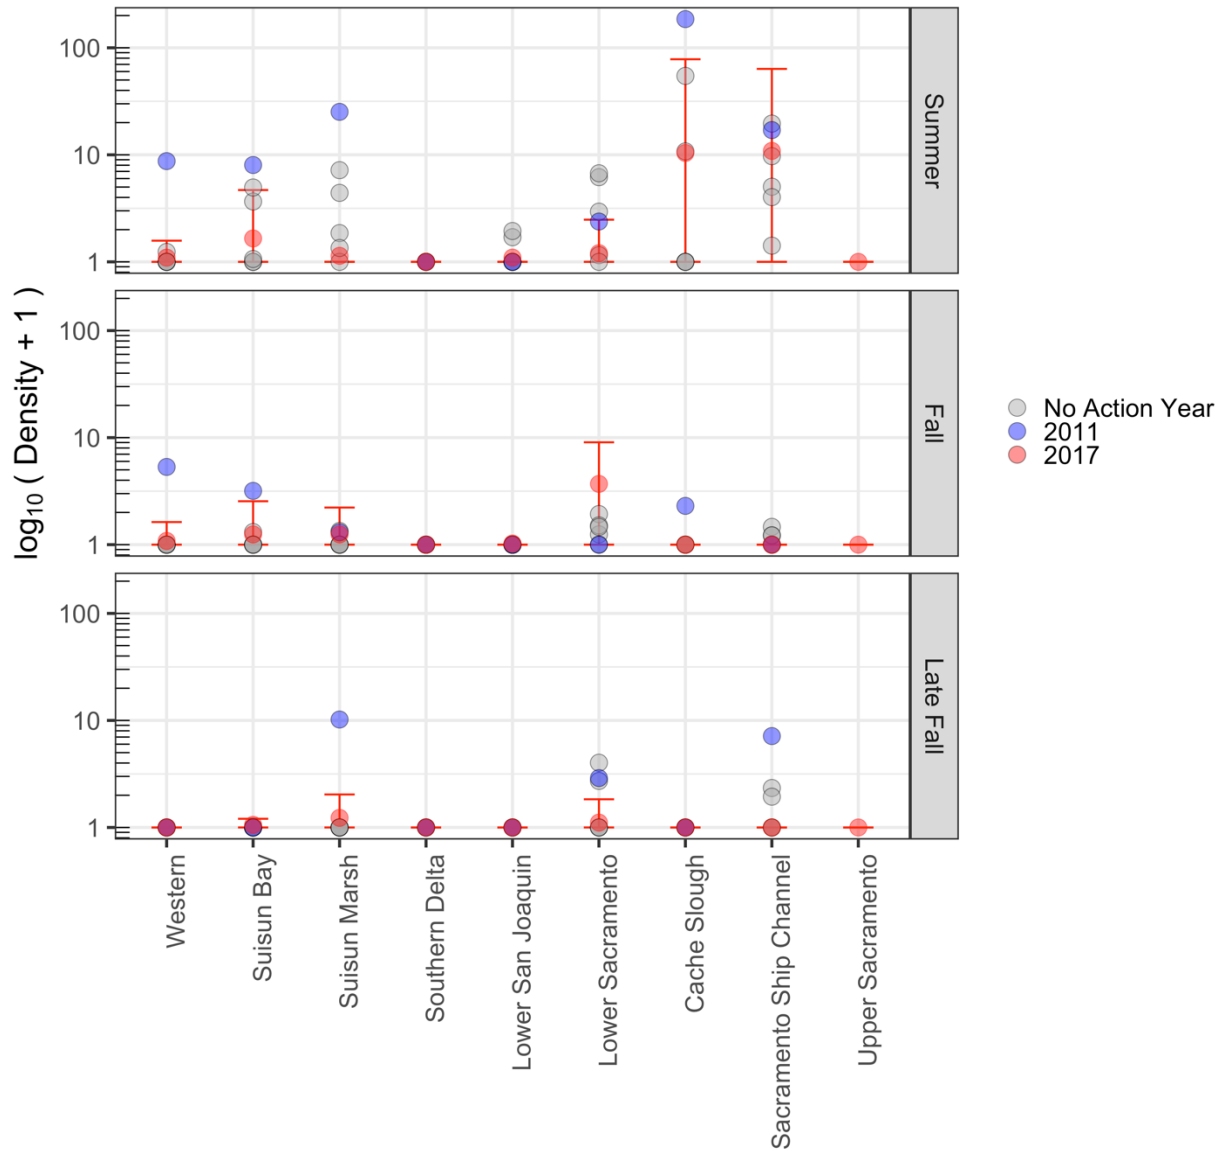 log10 ( Density + 1 )
100
10
1
Summer
100
10
1
Fall
100
10
1
Late Fall
Western
Suisun Bay
Suisun Marsh
Southern Delta
Lower San Joaquin
Lower Sacramento
Cache Slough
Sacramento Ship Channel
Upper Sacramento
No Action Year
2011
2017